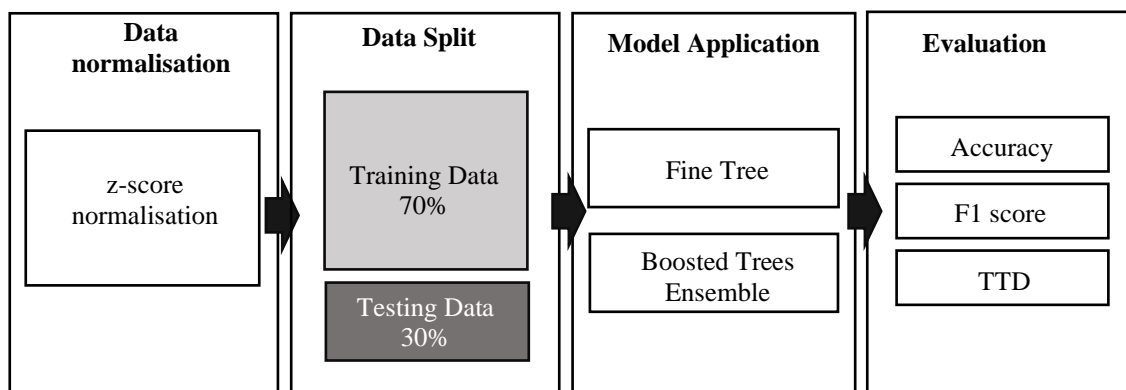 Data
normalisation
z-score
normalisation
Data Split
Training Data
70%
Testing Data
30%
Model Application
Fine Tree
Boosted Trees
Ensemble
Evaluation
Accuracy
F1 score
TTD